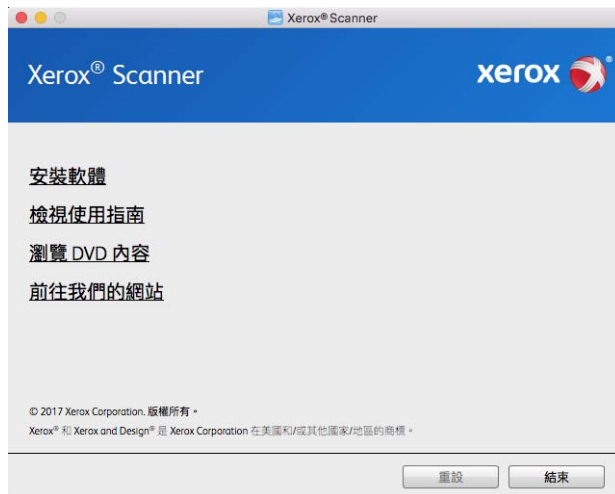 Xerox® Scanner
Xerox® Scanner
xerox®
安裝軟體
檢視使用指南
瀏覽 DVD 內容
前往我們的網站
© 2017 Xerox Corporation. 版權所有。
Xerox® 和 Xerox and Design® 是 Xerox Corporation 在美國和/或其他國家/地區的商標。
重設 結束